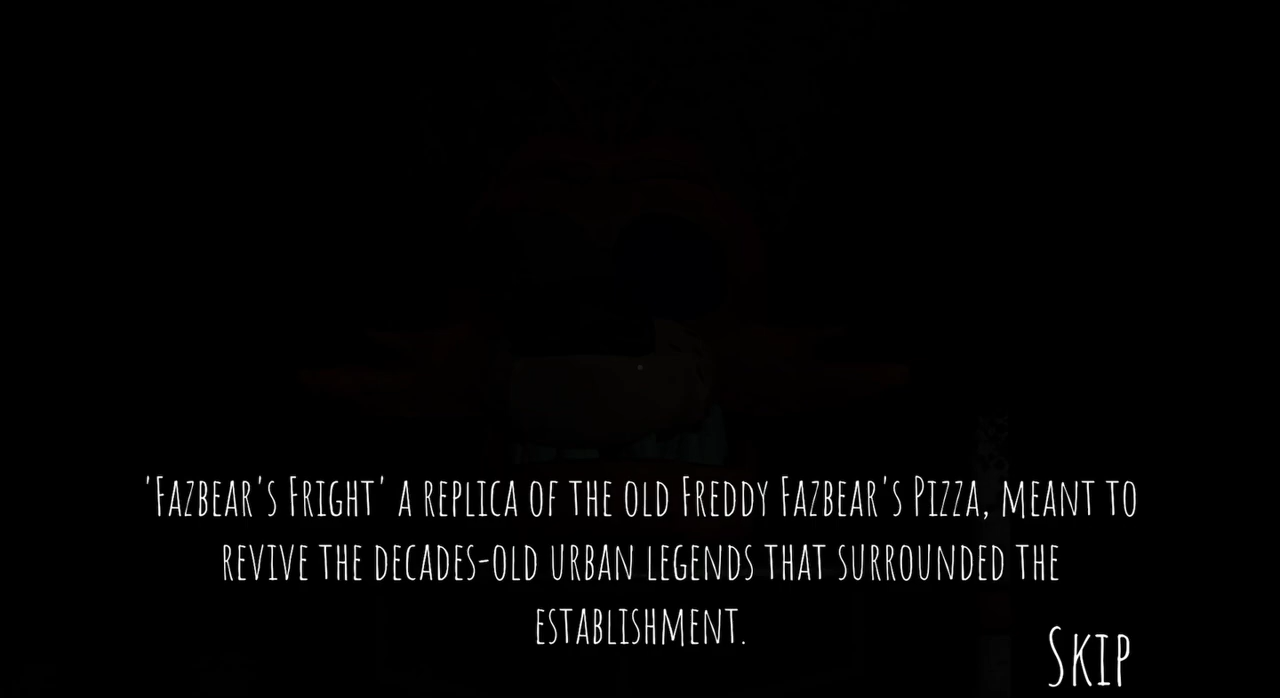 'Fazbear's Fright' a replica of the old Freddy Fazbear's Pizza, meant to
revive the decades-old urban legends that surrounded the
establishment.
Skip